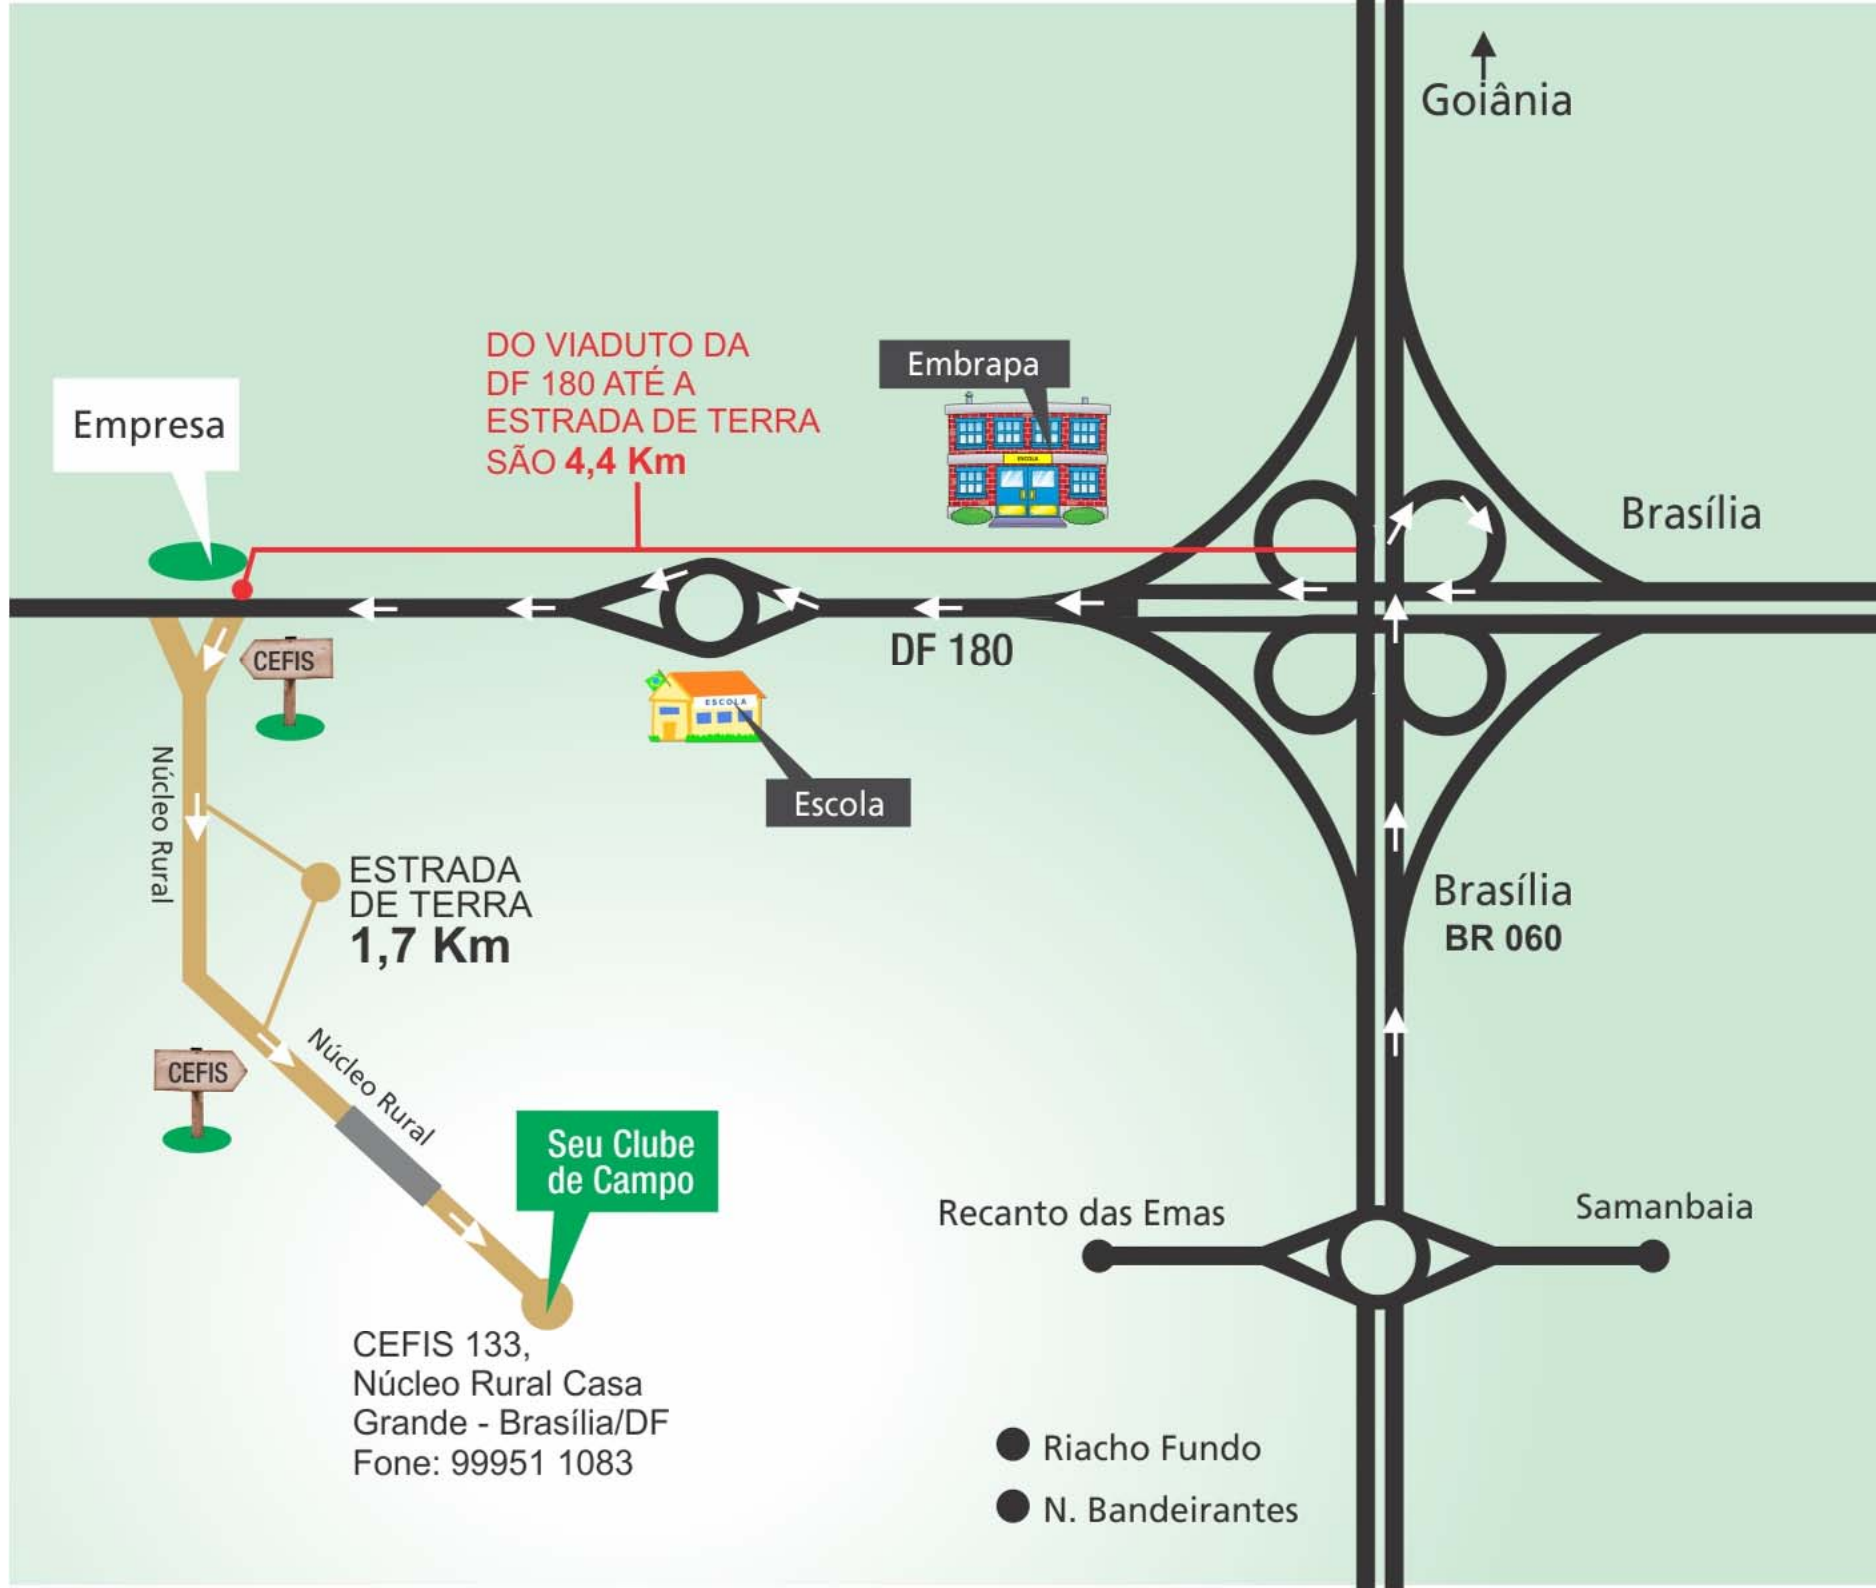 Goiânia
DO VIADUTO DA
DF 180 ATÉ A
ESTRADA DE TERRA
SÃO 4,4 Km
Embrapa
Empresa
ESCOLA
Brasília
DF 180
CEFIS
ESCOLA
Escola
Núcleo Rural
ESTRADA
DE TERRA
1,7 Km
Brasília
BR 060
CEFIS
Núcleo Rural
Seu Clube
de Campo
Recanto das Emas
Samanbaia
CEFIS 133,
Núcleo Rural Casa
Grande - Brasília/DF
Fone: 99951 1083
Riacho Fundo
N. Bandeirantes